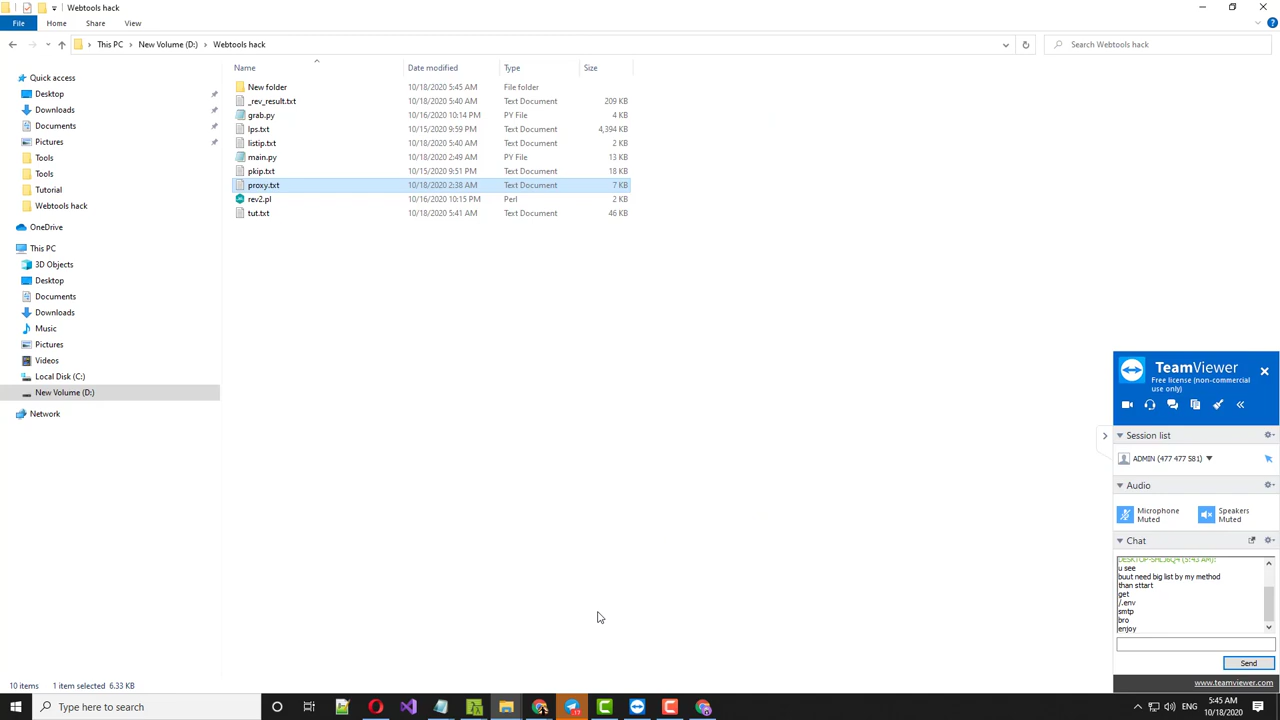 Webtools hack
File Home Share View
This PC New Volume (D:) Webtools hack
Search Webtools hack
Name Date modified Type Size
Quick access
Desktop
Downloads
Documents
Pictures
Tools
Tools
Tutorial
Webtools hack
OneDrive
This PC
3D Objects
Desktop
Documents
Downloads
Music
Pictures
Videos
Local Disk (C:)
New Volume (D:)
Network
New folder 10/18/2020 5:45 AM File folder
_rev_result.txt 10/18/2020 5:40 AM Text Document 209 KB
grab.py 10/16/2020 10:14 PM PY File 4 KB
Ips.txt 10/15/2020 9:59 PM Text Document 4,394 KB
listip.txt 10/18/2020 5:40 AM Text Document 2 KB
main.py 10/18/2020 2:49 AM PY File 13 KB
pkip.txt 10/15/2020 9:51 PM Text Document 18 KB
proxy.txt 10/18/2020 2:38 AM Text Document 7 KB
rev2.pl 10/16/2020 10:15 PM Perl 2 KB
tut.txt 10/18/2020 5:41 AM Text Document 46 KB
TeamViewer
Free license (non-commercial
use only)
Session list
ADMIN (477 477 581)
Audio
Microphone
Muted
Speakers
Muted
Chat
u see
buut need big list by my method
than sttart
get
/.env
smtp
bro
enjoy
Send
www.teamviewer.com
10 items 1 item selected 6.33 KB
Type here to search
17
ENG
5:45 AM
10/18/2020